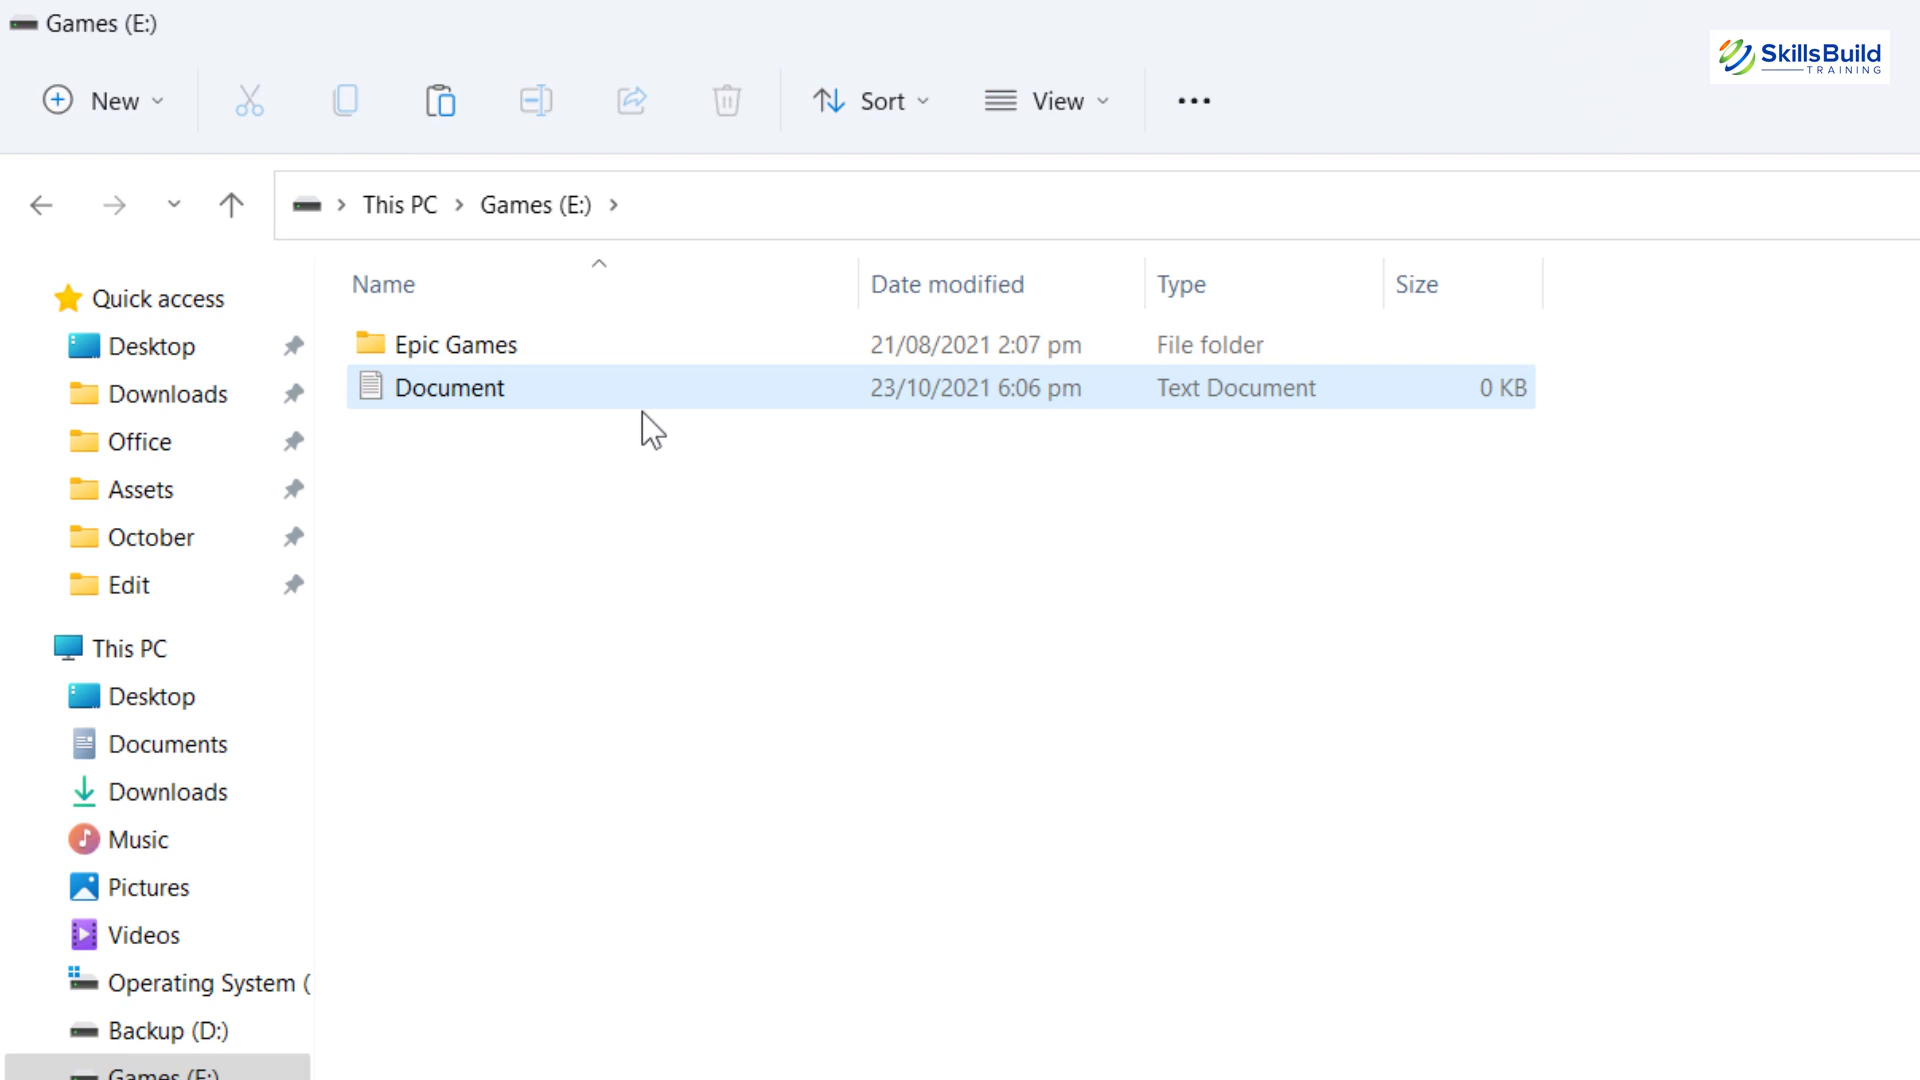 Games (E:)
SkillsBuild
TRAINING
New
Sort
View
This PC
Games (E:)
Name
Date modified
Type
Size
Quick access
Desktop
Downloads
Office
Assets
October
Edit
Epic Games 21/08/2021 2:07 pm File folder
Document 23/10/2021 6:06 pm Text Document 0 KB
This PC
Desktop
Documents
Downloads
Music
Pictures
Videos
Operating System (
Backup (D:)
Games (E:)